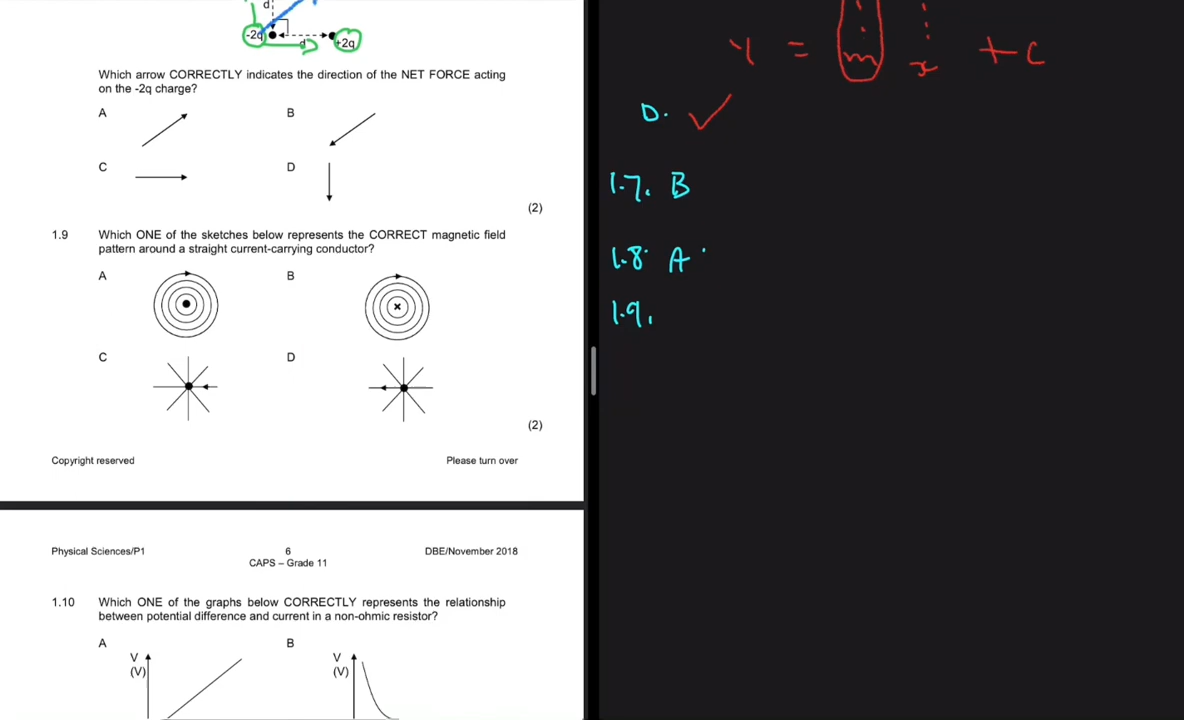 d
-2q
d
+2q
Which arrow CORRECTLY indicates the direction of the NET FORCE acting
on the -2q charge?
A
B
C
D
(2)
1.9 Which ONE of the sketches below represents the CORRECT magnetic field
pattern around a straight current-carrying conductor?
A
B
C
D
(2)
Copyright reserved
Please turn over
Physical Sciences/P1
6
CAPS – Grade 11
DBE/November 2018
1.10 Which ONE of the graphs below CORRECTLY represents the relationship
between potential difference and current in a non-ohmic resistor?
A
V
(V)
B
V
(V)
y = m x + c
D. ✓
1.7. B
1.8. A
1.9.